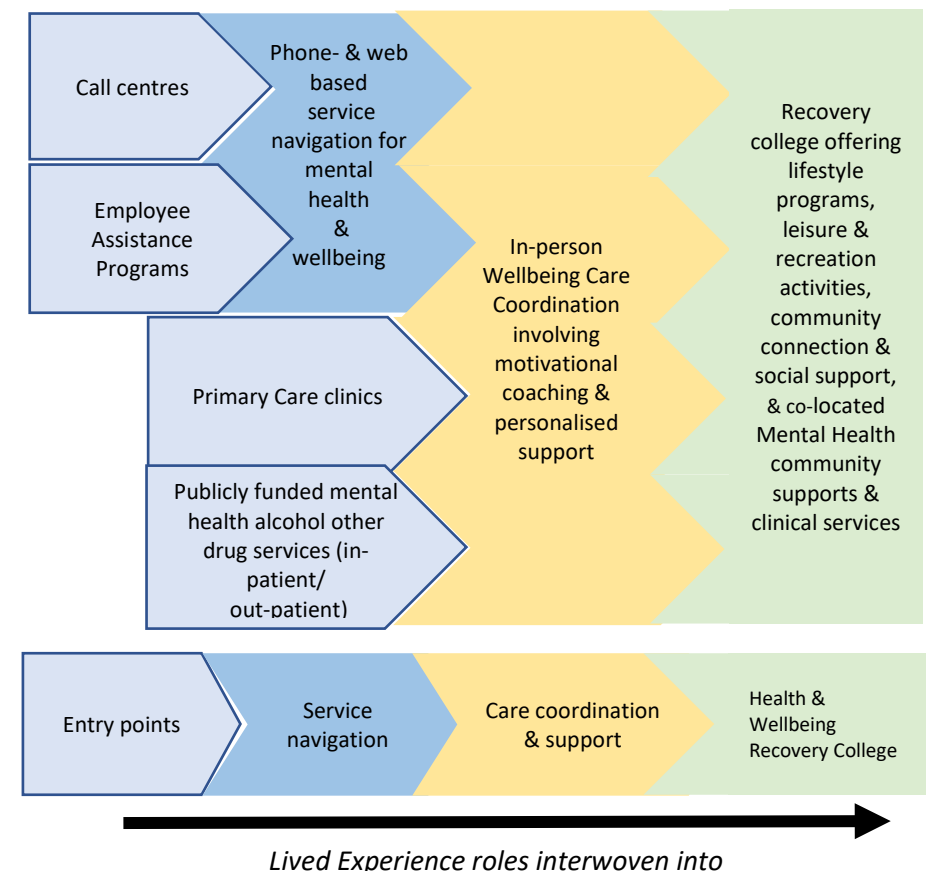 Call centres
Phone- & web
based
service
navigation for
mental
health
&
wellbeing
Employee
Assistance
Programs
Primary Care clinics
Publicly funded mental
health alcohol other
drug services (in-
patient/
out-patient)
In-person
Wellbeing Care
Coordination
involving
motivational
coaching &
personalised
support
Recovery
college offering
lifestyle
programs,
leisure &
recreation
activities,
community
connection &
social support,
& co-located
Mental Health
community
supports &
clinical services
Entry points
Service
navigation
Care coordination
& support
Health &
Wellbeing
Recovery College
Lived Experience roles interwoven into